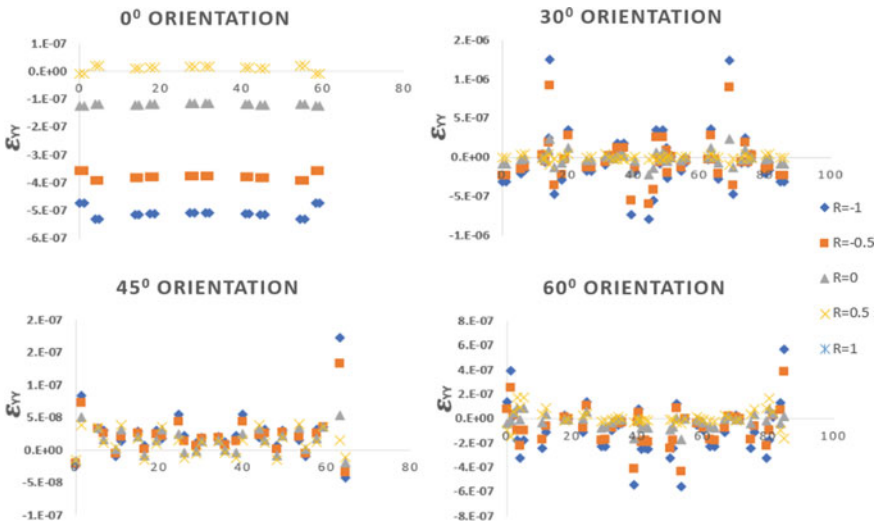 0⁰ ORIENTATION
1.E-07
0.E+00
-1.E-07
-2.E-07
-3.E-07
-4.E-07
-5.E-07
-6.E-07
0
20
40
60
80
εYY
30⁰ ORIENTATION
2.E-06
1.E-06
5.E-07
0.E+00
-5.E-07
-1.E-06
0
20
40
60
80
100
εYY
45⁰ ORIENTATION
2.E-07
2.E-07
1.E-07
5.E-08
0.E+00
-5.E-08
-1.E-07
0
20
40
60
80
εYY
60⁰ ORIENTATION
8.E-07
6.E-07
4.E-07
2.E-07
0.E+00
-2.E-07
-4.E-07
-6.E-07
-8.E-07
0
20
40
60
80
100
εYY
R=-1
R=-0.5
R=0
R=0.5
R=1